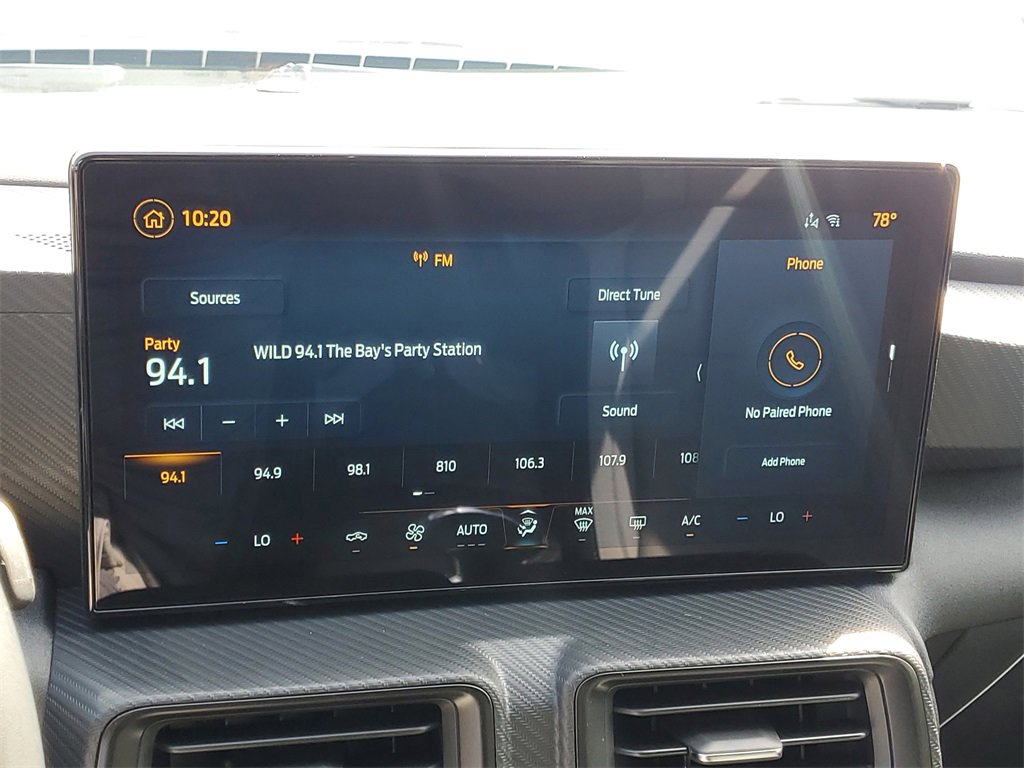 10:20
78°
FM
Phone
Sources
Direct Tune
Party
94.1
WILD 94.1 The Bay's Party Station
Sound
No Paired Phone
94.1 94.9 98.1 810 106.3 107.9 108
Add Phone
LO AUTO MAX A/C LO